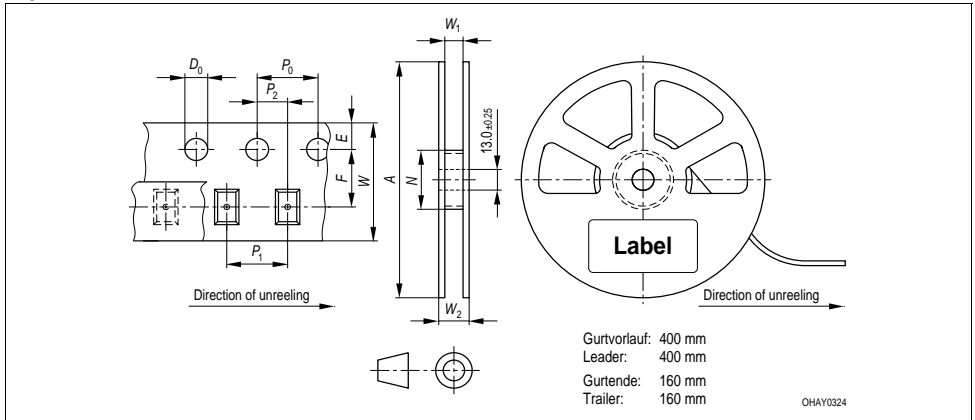 W1
D0
P0
P2
E
F
W
A
N
13.0 ±0.25
Label
P1
Direction of unreeling
W2
Direction of unreeling
Gurtvorlauf: 400 mm
Leader: 400 mm
Gurtende: 160 mm
Trailer: 160 mm
OHAY0324